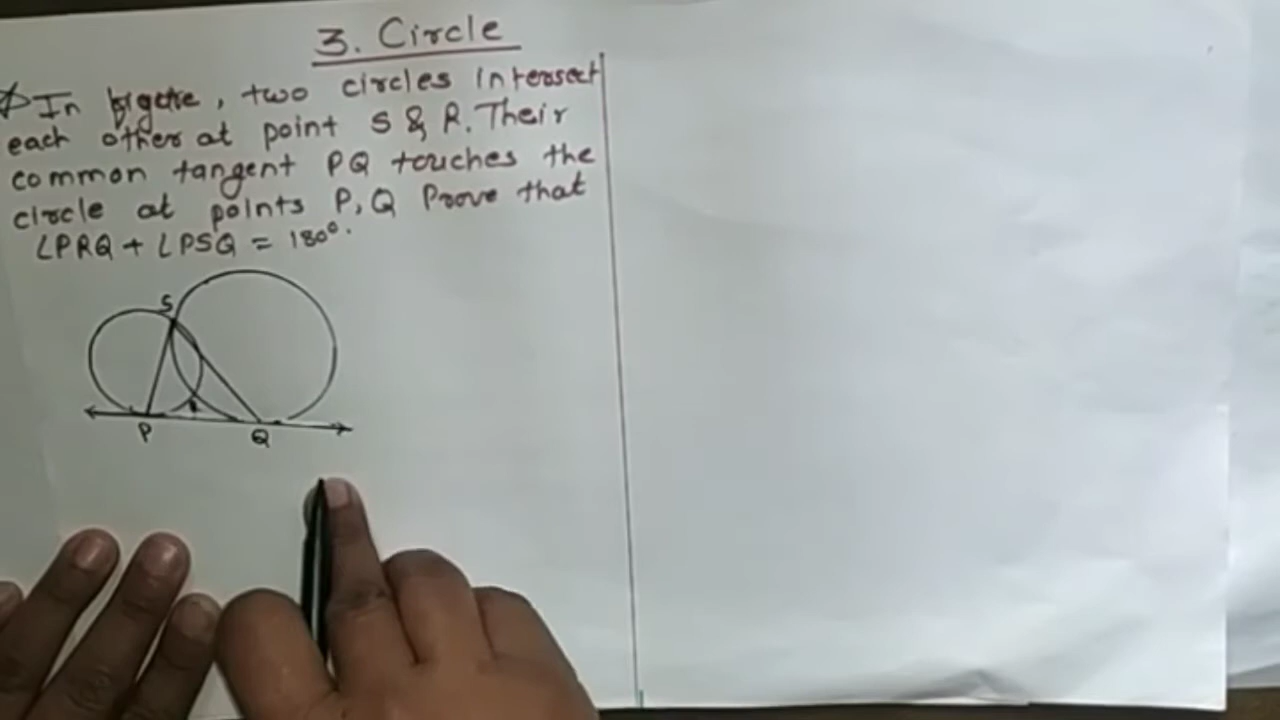 3. Circle
In figure, two circles intersect
each other at point S & R. Their
common tangent PQ touches the
circle at points P, Q Prove that
∠PRQ + ∠PSQ = 180°.
S
P
Q